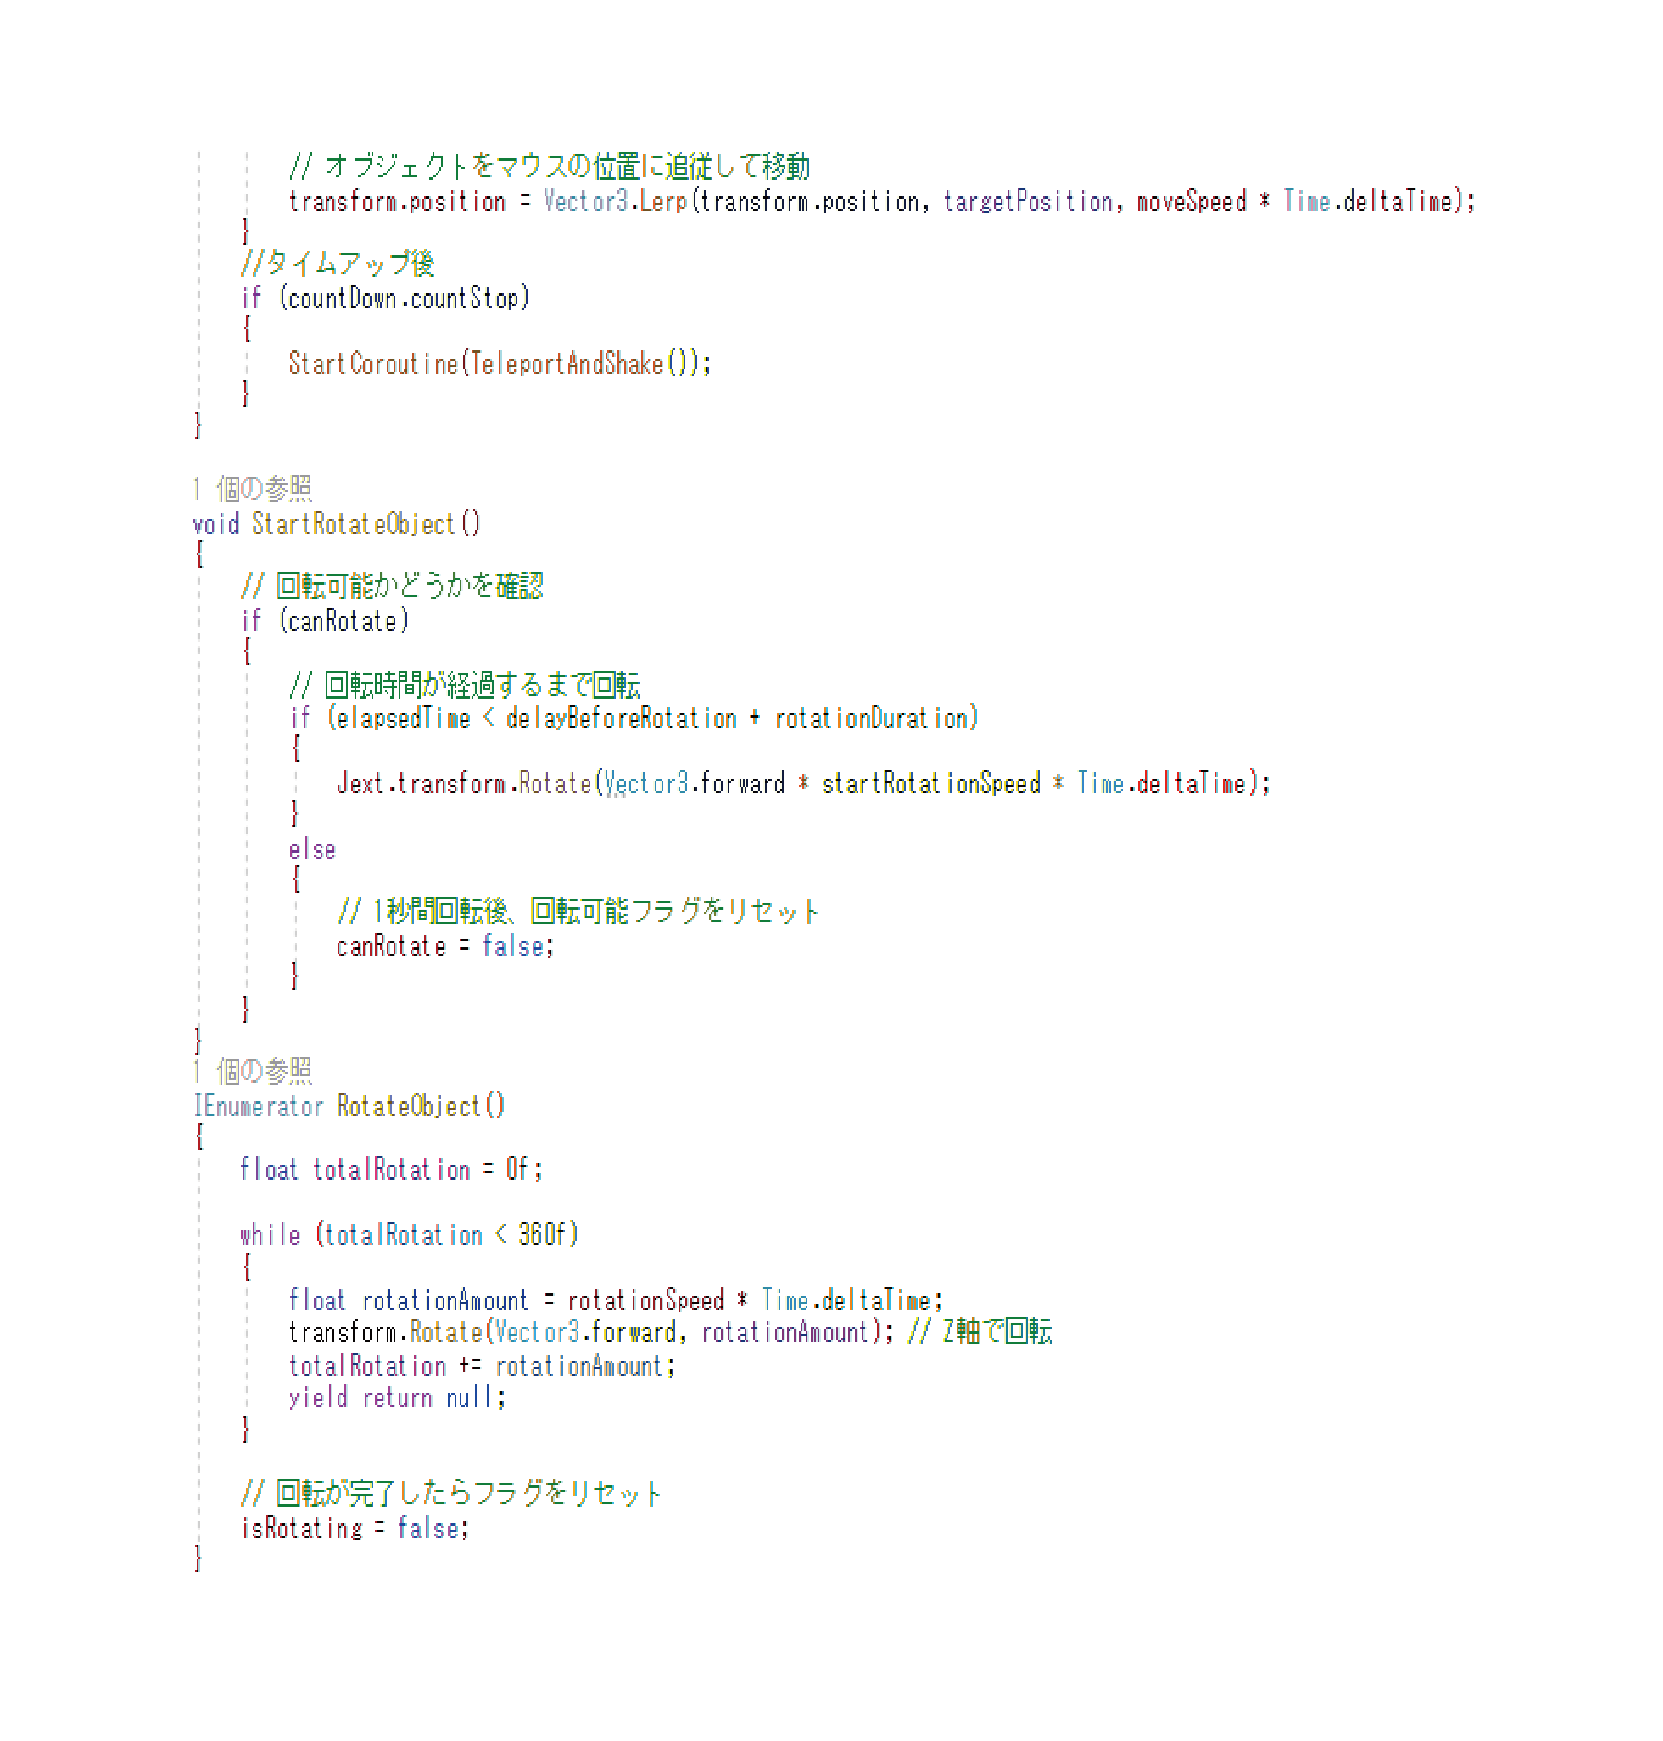 // オブジェクトをマウスの位置に追従して移動
transform.position = Vector3.Lerp(transform.position, targetPosition, moveSpeed * Time.deltaTime);
}
//タイムアップ後
if (countDown.countStop)
{
StartCoroutine(TeleportAndShake());
}
}
1 個の参照
void StartRotateObject()
{
// 回転可能かどうかを確認
if (canRotate)
{
// 回転時間が経過するまで回転
if (elapsedTime < delayBeforeRotation + rotationDuration)
{
Jext.transform.Rotate(Vector3.forward * startRotationSpeed * Time.deltaTime);
}
else
{
// 1秒間回転後、回転可能フラグをリセット
canRotate = false;
}
}
}
1 個の参照
IEnumerator RotateObject()
{
float totalRotation = 0f;
while (totalRotation < 360f)
{
float rotationAmount = rotationSpeed * Time.deltaTime;
transform.Rotate(Vector3.forward, rotationAmount); // Z軸で回転
totalRotation += rotationAmount;
yield return null;
}
// 回転が完了したらフラグをリセット
isRotating = false;
}